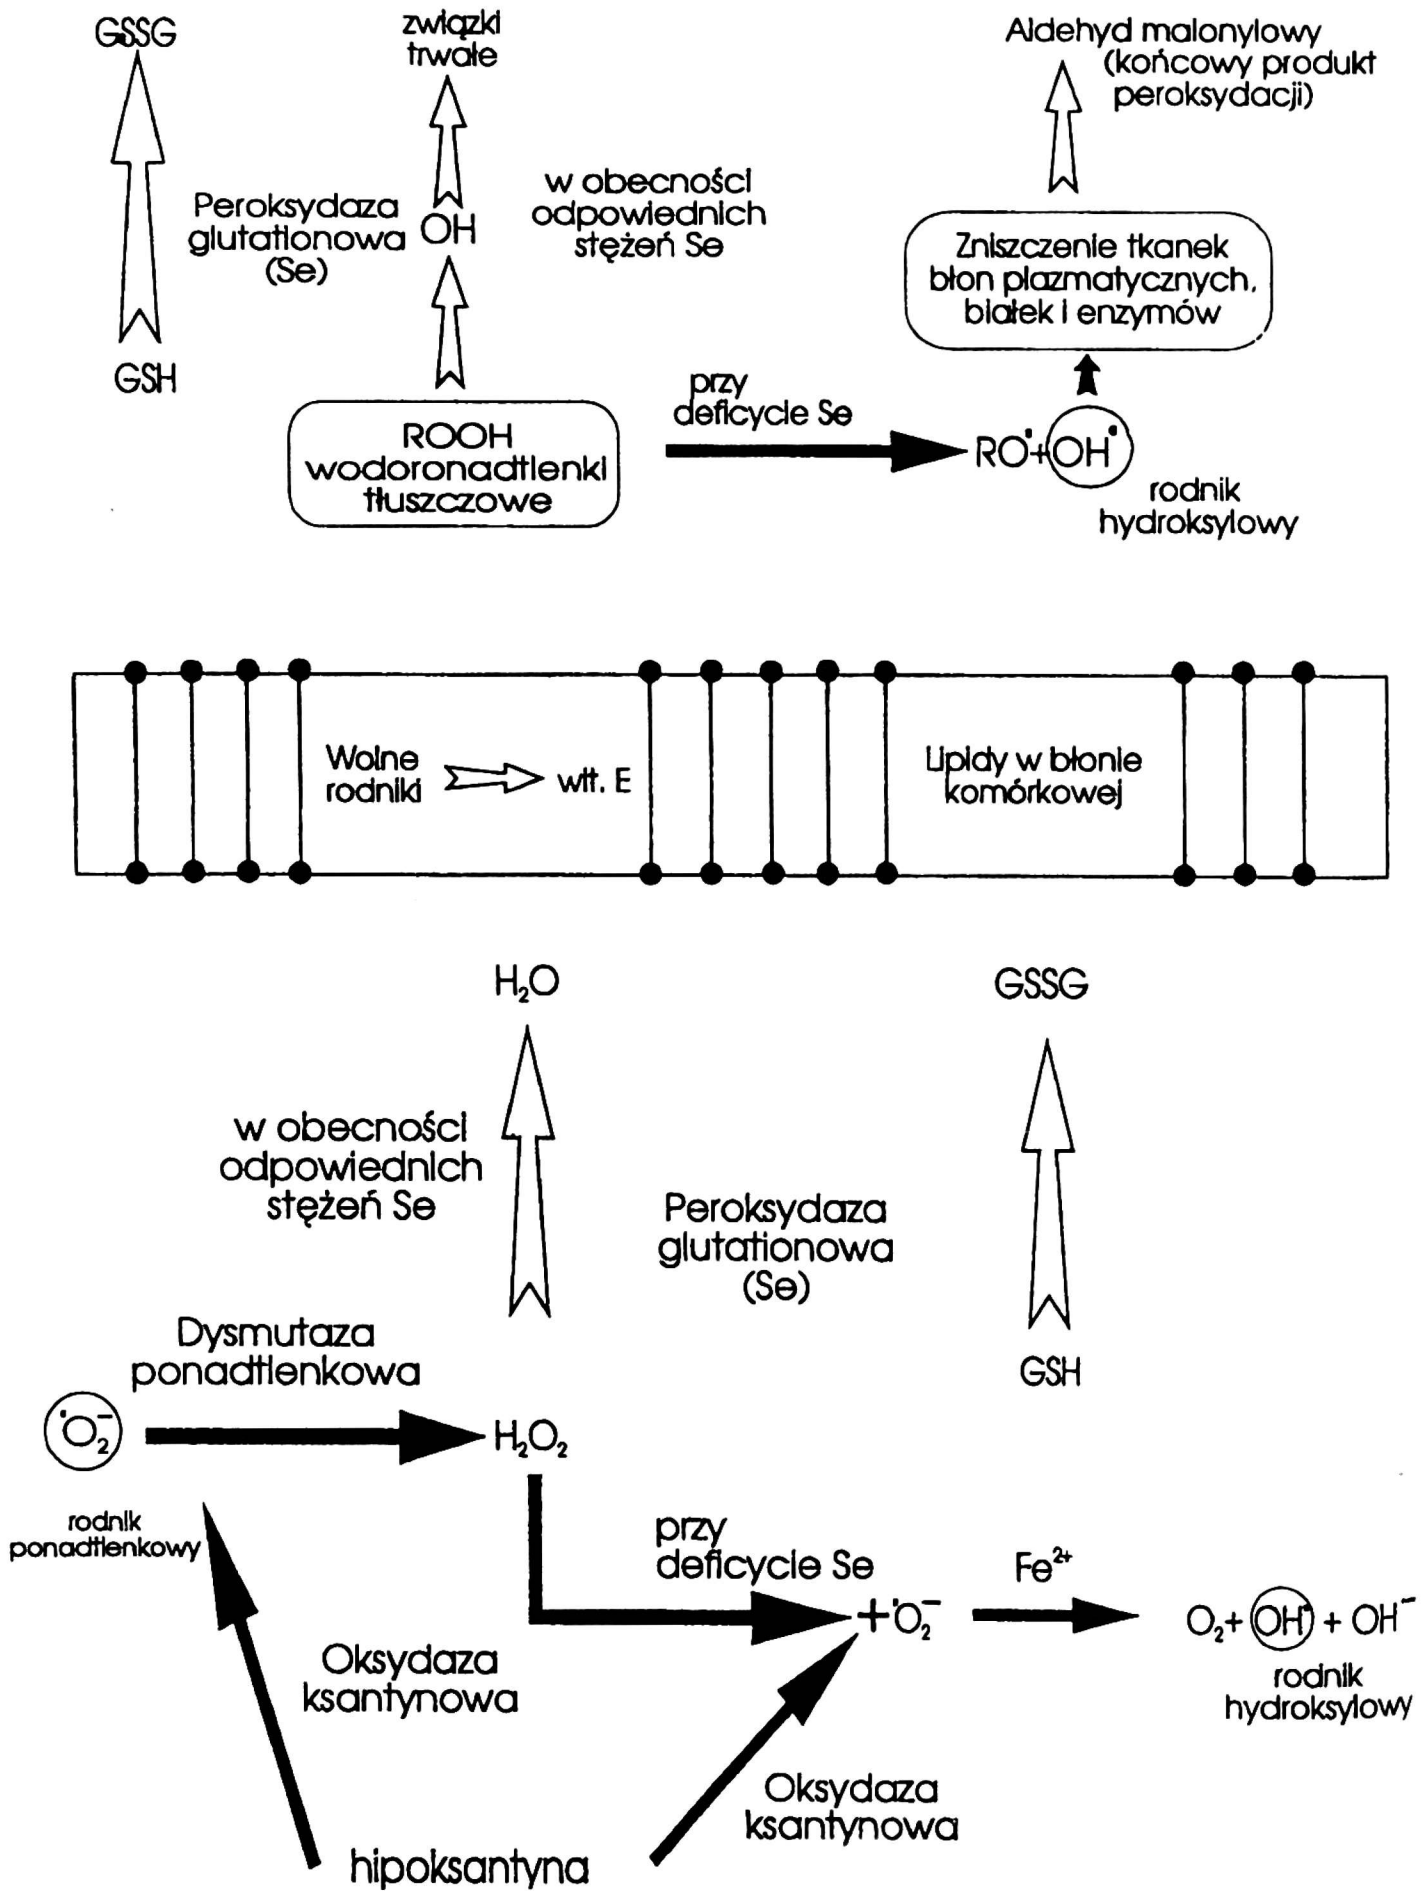 GSSG
związki
trwałe
Aldehyd malonylowy
(końcowy produkt
peroksydacji)
Peroksydaza
glutationowa
(Se)
OH
w obecności
odpowiednich
stężeń Se
Zniszczenie tkanek
błon plazmatycznych,
białek i enzymów
GSH
ROOH
wodoronadtlenki
tłuszczowe
przy
deficycie Se
RO•+OH•
rodnik
hydroksylowy
Wolne
rodniki
wit. E
Lipidy w błonie
komórkowej
H₂O
GSSG
w obecności
odpowiednich
stężeń Se
Peroksydaza
glutationowa
(Se)
GSH
Dysmutaza
ponadtlenkowa
•O₂⁻
H₂O₂
rodnik
ponadtlenkowy
przy
deficycie Se
+•O₂⁻
Fe²⁺
O₂+ OH• + OH⁻
rodnik
hydroksylowy
Oksydaza
ksantynowa
Oksydaza
ksantynowa
hipoksantyna